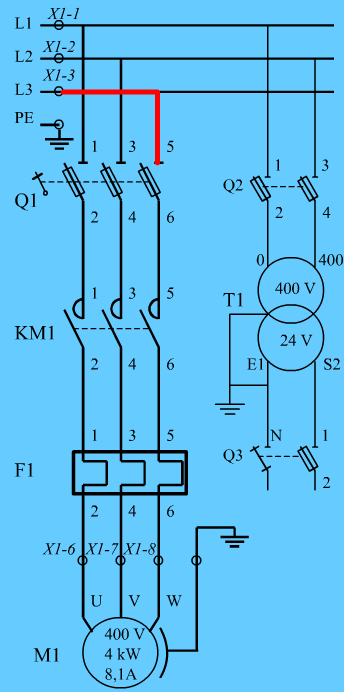 L1 X1-1
L2 X1-2
L3 X1-3
PE
1 3 5 1 3
Q1 Q2
2 4 6 2 4
0 400
T1 400 V
1 3 5
KM1 24 V
2 4 6 E1 S2
1 3 5 N 1
F1 Q3
2 4 6 2
X1-6 X1-7 X1-8
U V W
400 V
M1 4 kW
8,1A